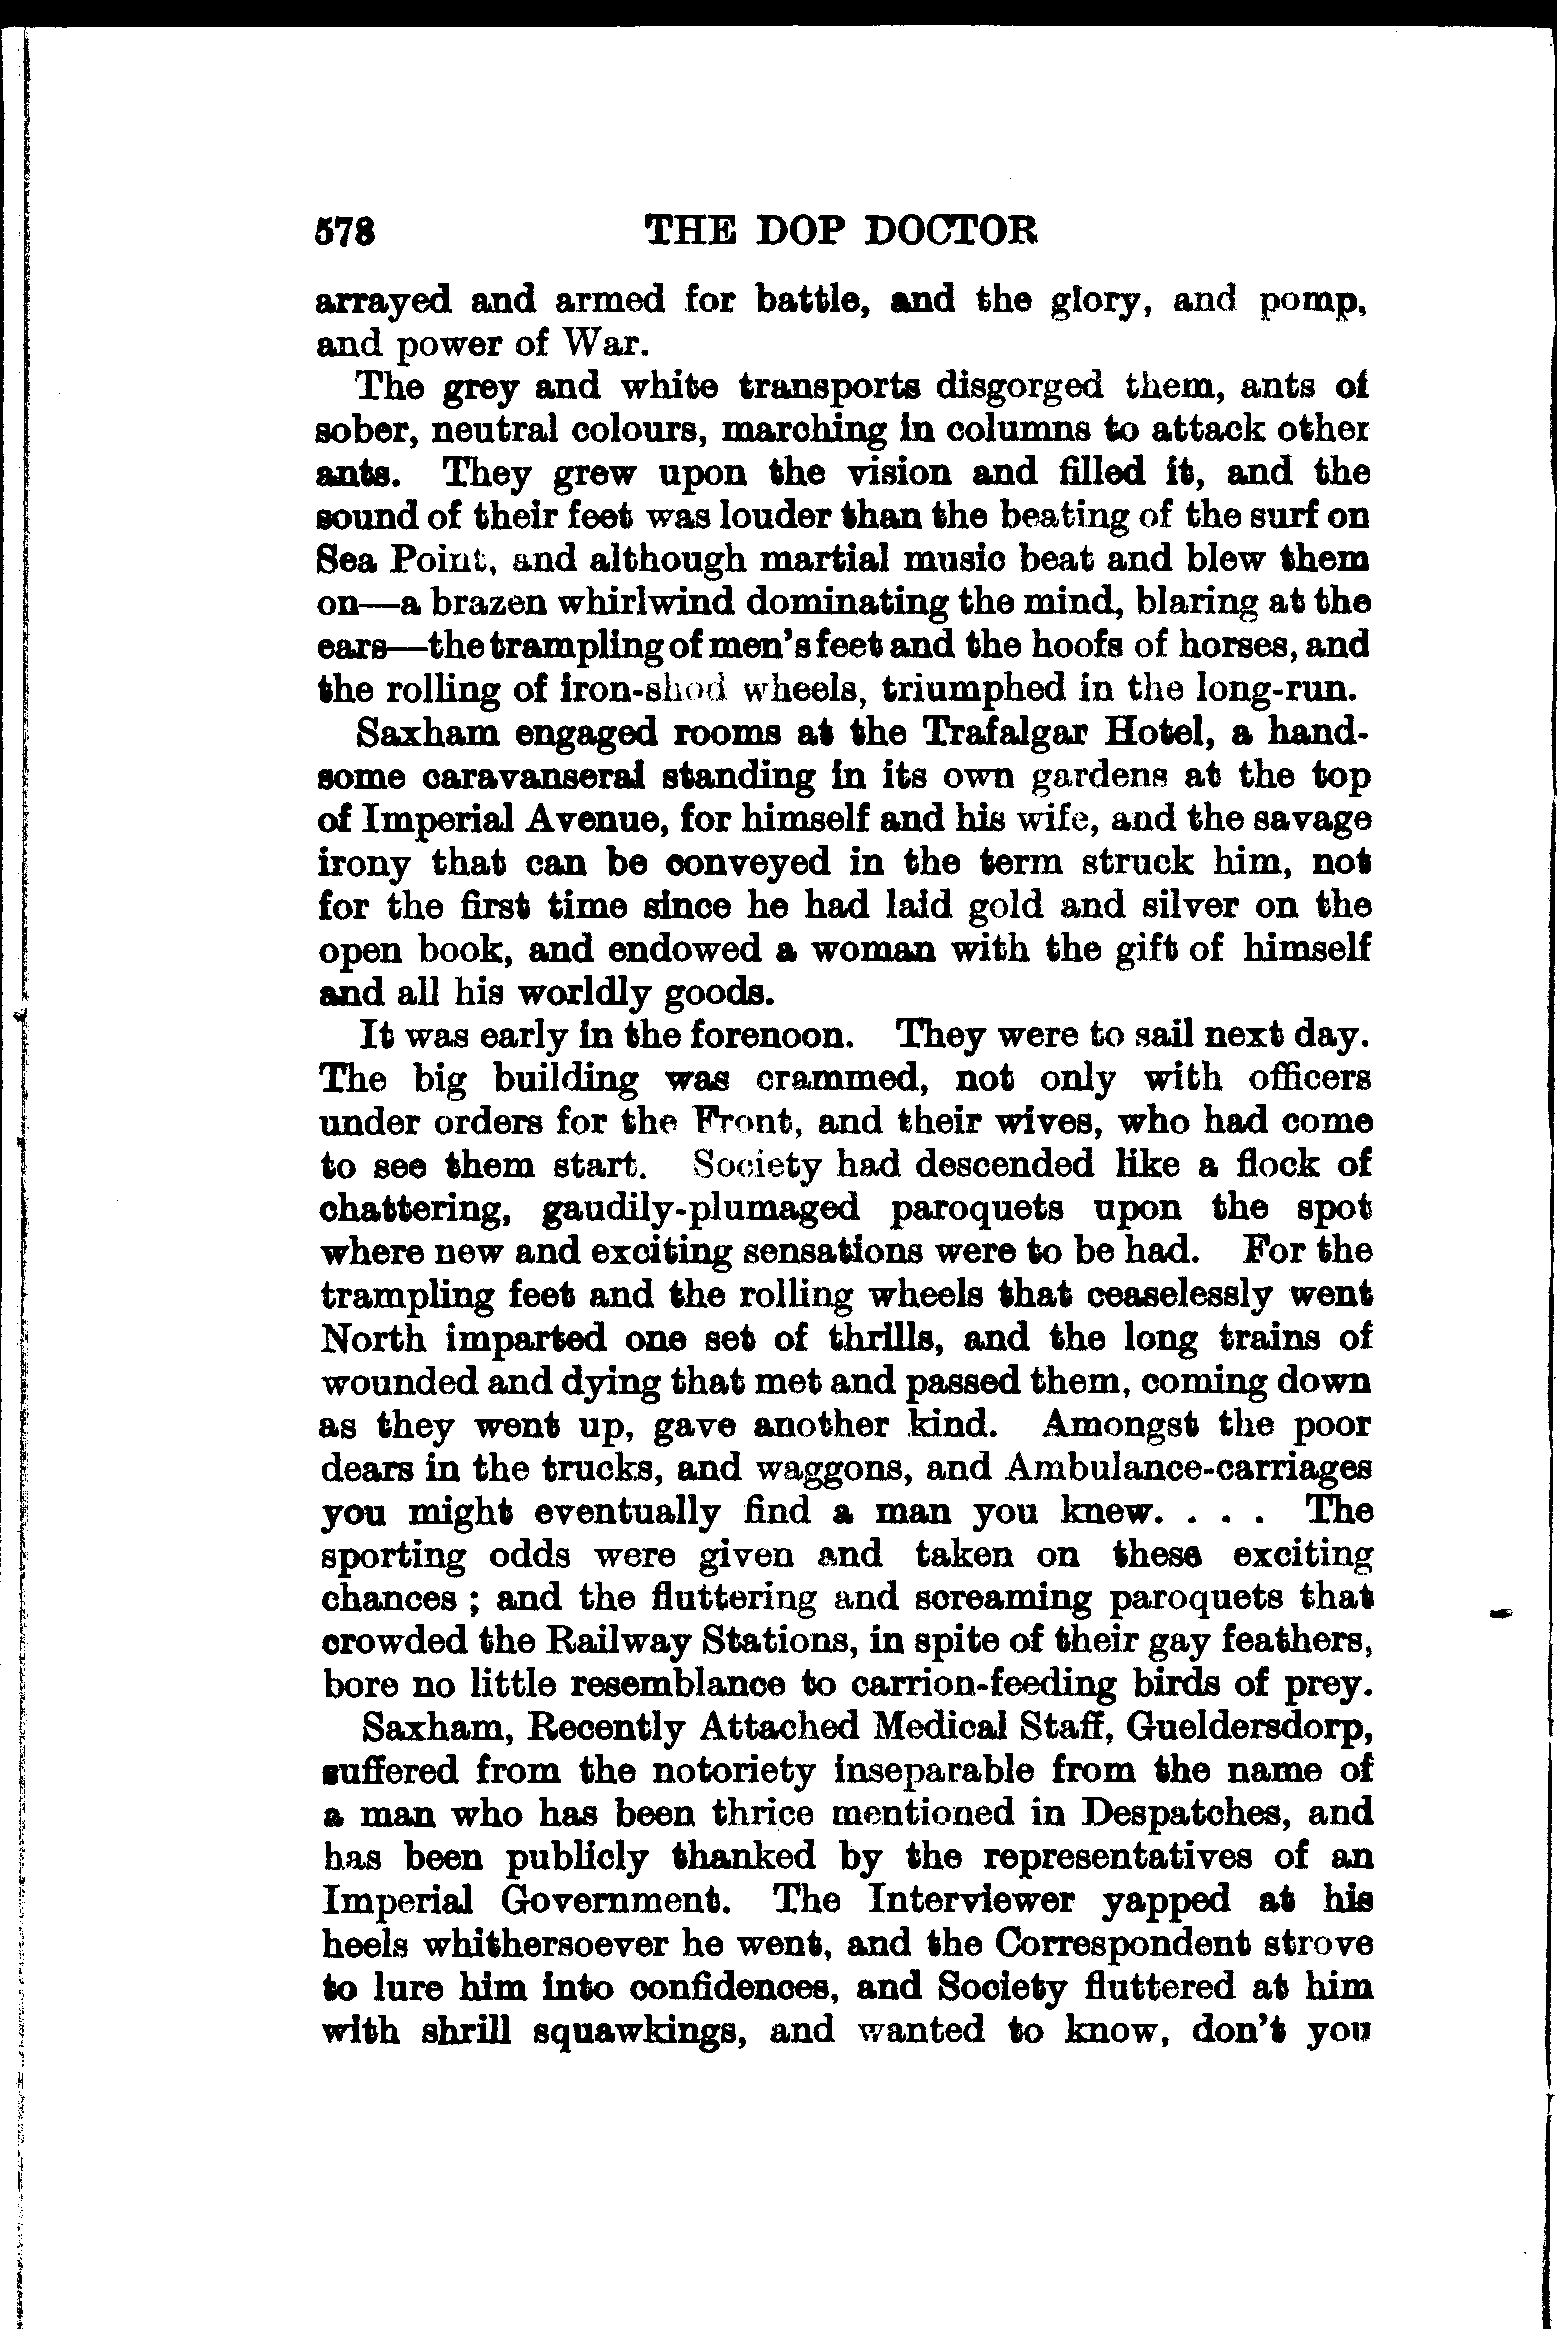 578 THE DOP DOCTOR
arrayed and armed for battle, and the glory, and pomp,
and power of War.
The grey and white transports disgorged them, ants of
sober, neutral colours, marching in columns to attack other
ants. They grew upon the vision and filled it, and the
sound of their feet was louder than the beating of the surf on
Sea Point, and although martial music beat and blew them
on—a brazen whirlwind dominating the mind, blaring at the
ears—the trampling of men's feet and the hoofs of horses, and
the rolling of iron-shod wheels, triumphed in the long-run.
Saxham engaged rooms at the Trafalgar Hotel, a hand-
some caravanserai standing in its own gardens at the top
of Imperial Avenue, for himself and his wife, and the savage
irony that can be conveyed in the term struck him, not
for the first time since he had laid gold and silver on the
open book, and endowed a woman with the gift of himself
and all his worldly goods.
It was early in the forenoon. They were to sail next day.
The big building was crammed, not only with officers
under orders for the Front, and their wives, who had come
to see them start. Society had descended like a flock of
chattering, gaudily-plumaged paroquets upon the spot
where new and exciting sensations were to be had. For the
trampling feet and the rolling wheels that ceaselessly went
North imparted one set of thrills, and the long trains of
wounded and dying that met and passed them, coming down
as they went up, gave another kind. Amongst the poor
dears in the trucks, and waggons, and Ambulance-carriages
you might eventually find a man you knew. . . . The
sporting odds were given and taken on these exciting
chances ; and the fluttering and screaming paroquets that
crowded the Railway Stations, in spite of their gay feathers,
bore no little resemblance to carrion-feeding birds of prey.
Saxham, Recently Attached Medical Staff, Gueldersdorp,
suffered from the notoriety inseparable from the name of
a man who has been thrice mentioned in Despatches, and
has been publicly thanked by the representatives of an
Imperial Government. The Interviewer yapped at his
heels whithersoever he went, and the Correspondent strove
to lure him into confidences, and Society fluttered at him
with shrill squawkings, and wanted to know, don't you